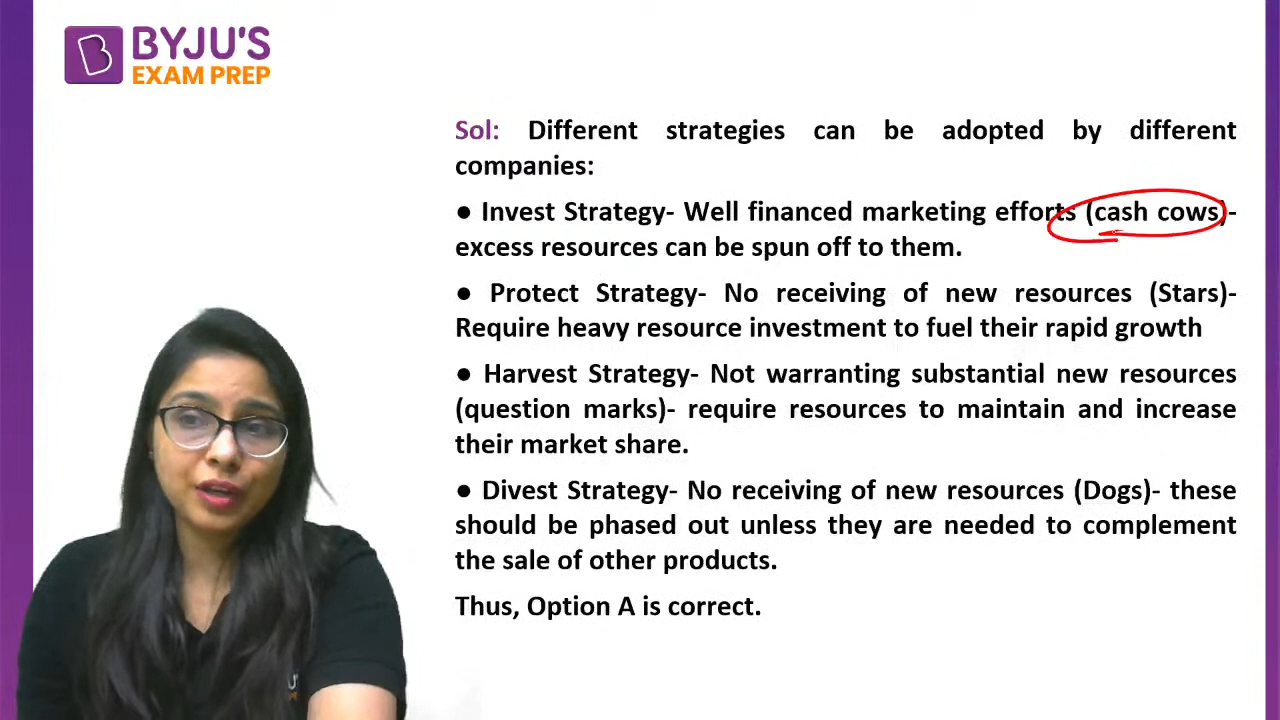 BYJU'S
EXAM PREP
Sol: Different strategies can be adopted by different
companies:
● Invest Strategy- Well financed marketing efforts (cash cows)-
excess resources can be spun off to them.
● Protect Strategy- No receiving of new resources (Stars)-
Require heavy resource investment to fuel their rapid growth
● Harvest Strategy- Not warranting substantial new resources
(question marks)- require resources to maintain and increase
their market share.
● Divest Strategy- No receiving of new resources (Dogs)- these
should be phased out unless they are needed to complement
the sale of other products.
Thus, Option A is correct.